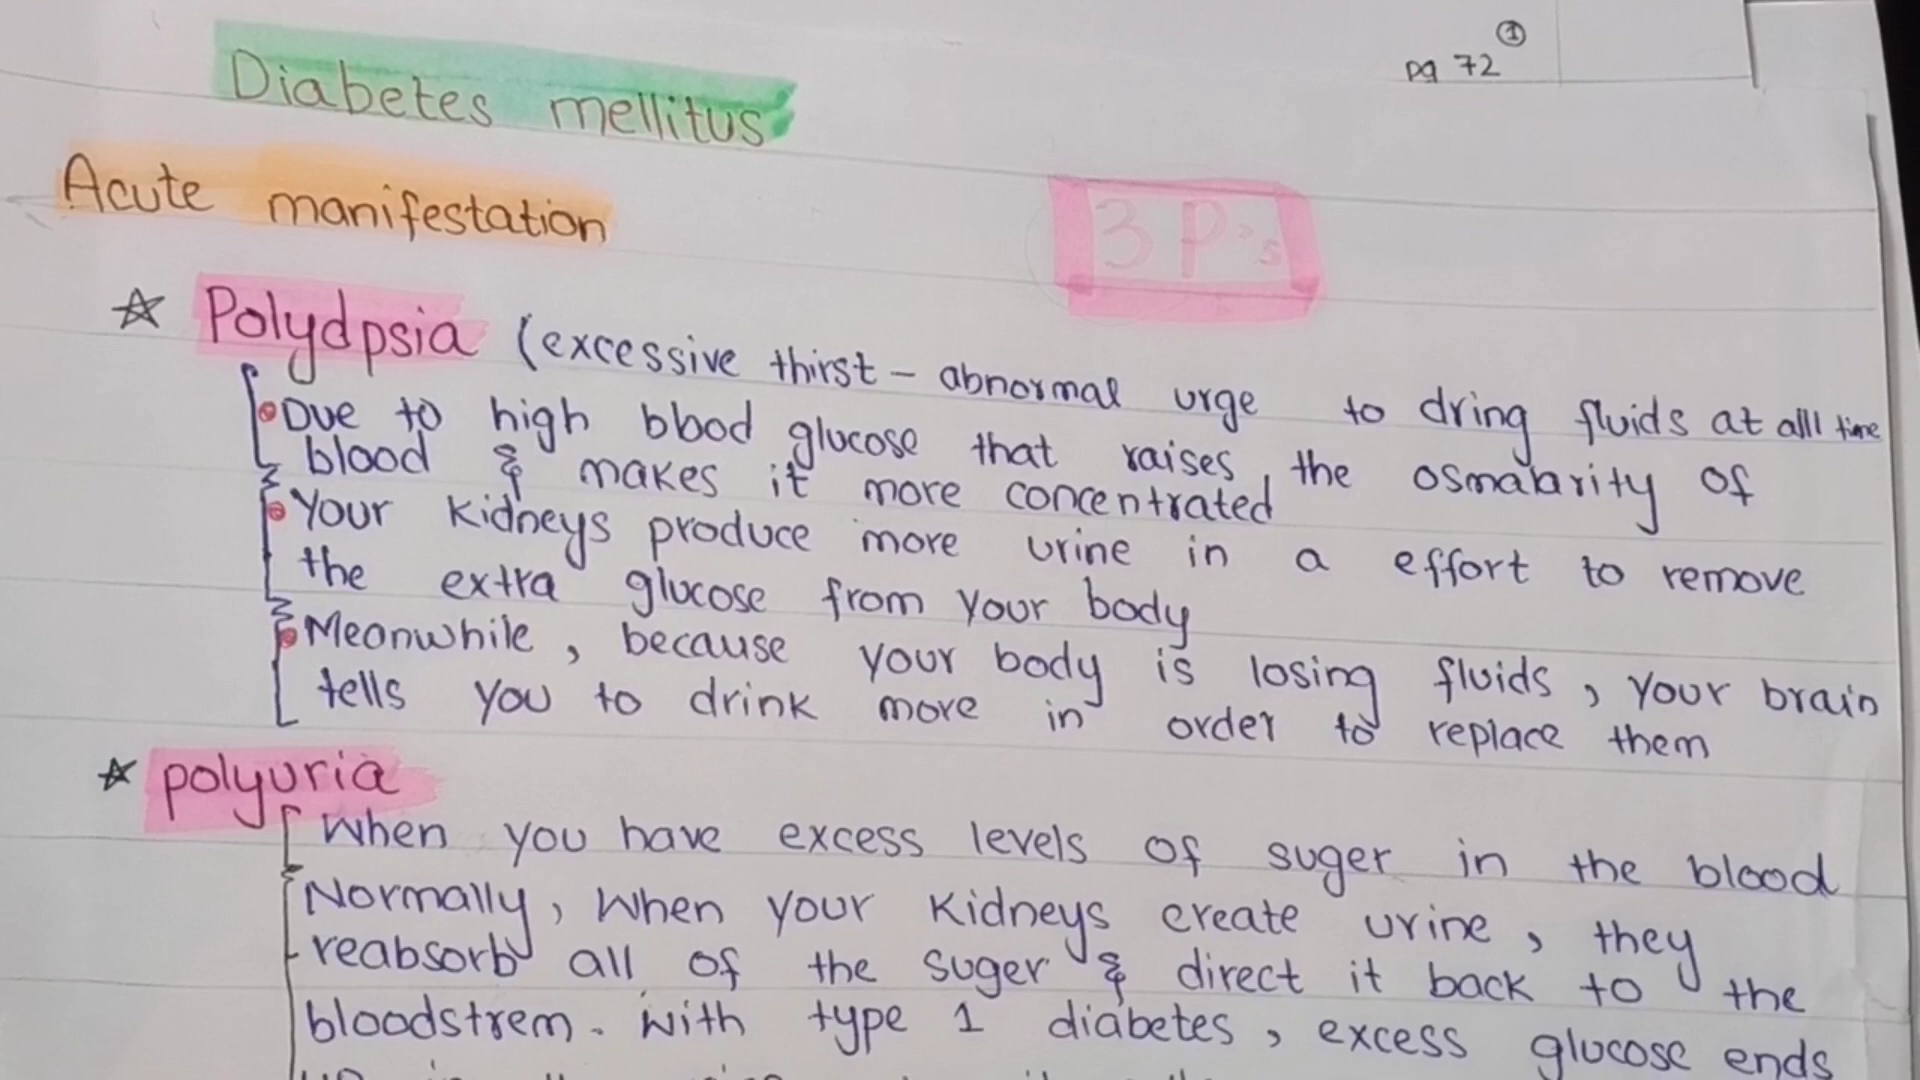 ①
pg 72
Diabetes mellitus
Acute manifestation
3 P's
☆ Polydpsia (excessive thirst - abnormal urge to dring fluids at alll time
• Due to high blood glucose that raises the osmalarity of
blood & makes it more concentrated
• Your kidneys produce more urine in a effort to remove
the extra glucose from your body
• Meanwhile, because your body is losing fluids, your brain
tells you to drink more in order to replace them
☆ polyuria
When you have excess levels of suger in the blood
Normally, When your kidneys create urine, they
reabsorb all of the suger & direct it back to the
bloodstrem. With type 1 diabetes, excess glucose ends